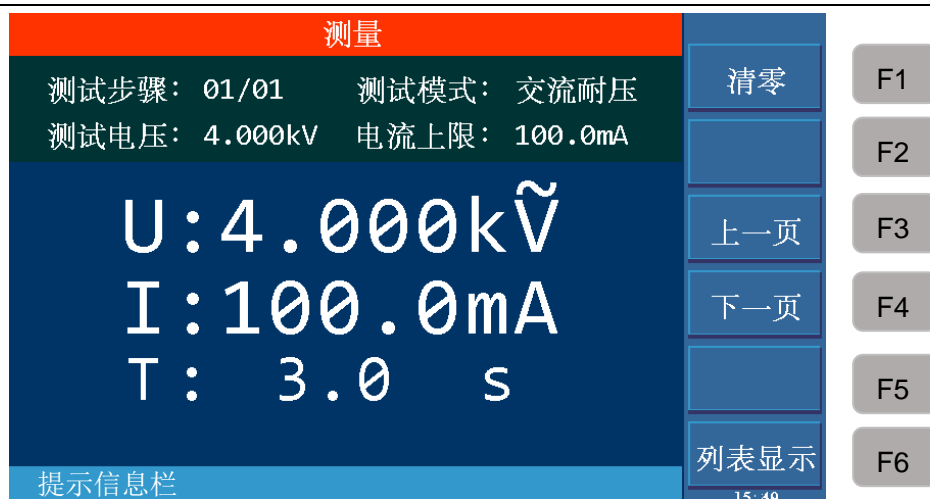 测量
测试步骤: 01/01 测试模式: 交流耐压
测试电压: 4.000kV 电流上限: 100.0mA
U:4.000kṼ
I:100.0mA
T: 3.0 s
提示信息栏
清零
上一页
下一页
列表显示
15:49
F1
F2
F3
F4
F5
F6